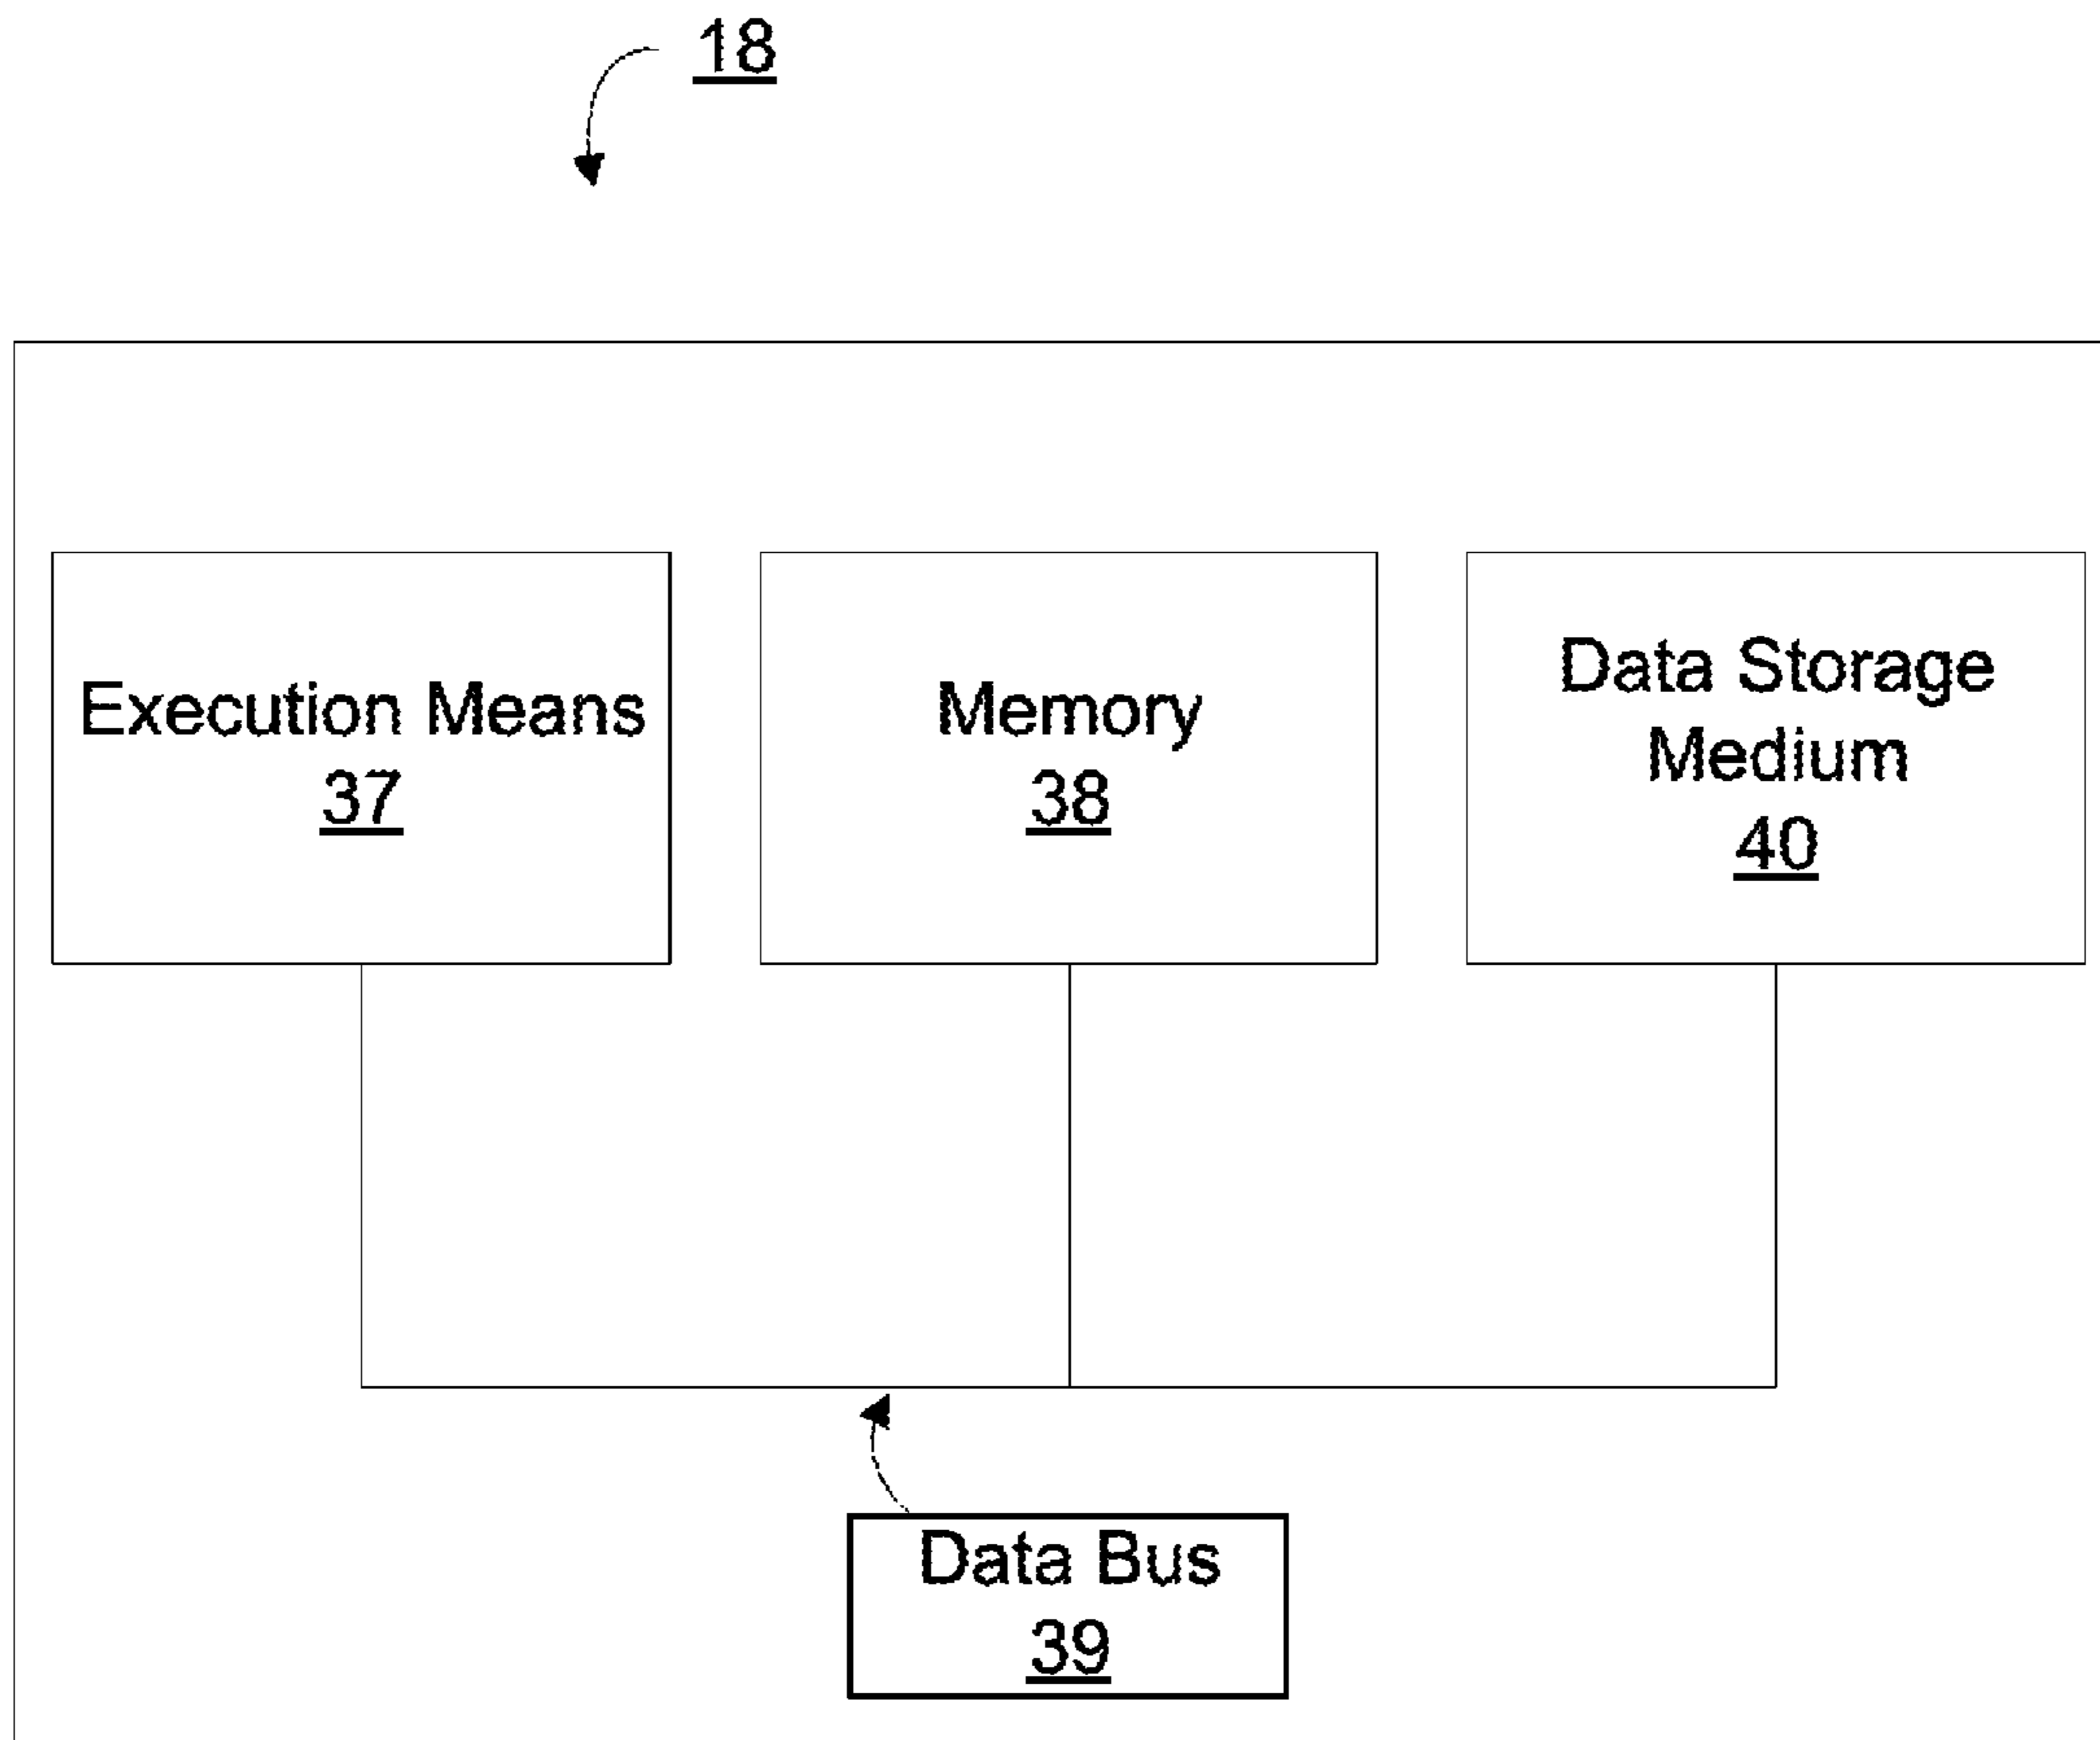 18
Execution Means
37
Memory
38
Data Storage
Medium
40
Data Bus
39